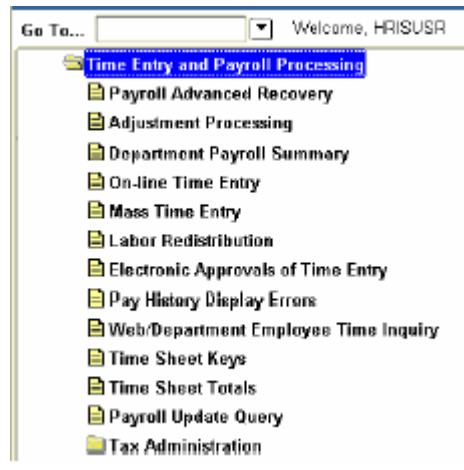 Go To... Welcome, HRISUSR
Time Entry and Payroll Processing
Payroll Advanced Recovery
Adjustment Processing
Department Payroll Summary
On-line Time Entry
Mass Time Entry
Labor Redistribution
Electronic Approvals of Time Entry
Pay History Display Errors
Web/Department Employee Time Inquiry
Time Sheet Keys
Time Sheet Totals
Payroll Update Query
Tax Administration